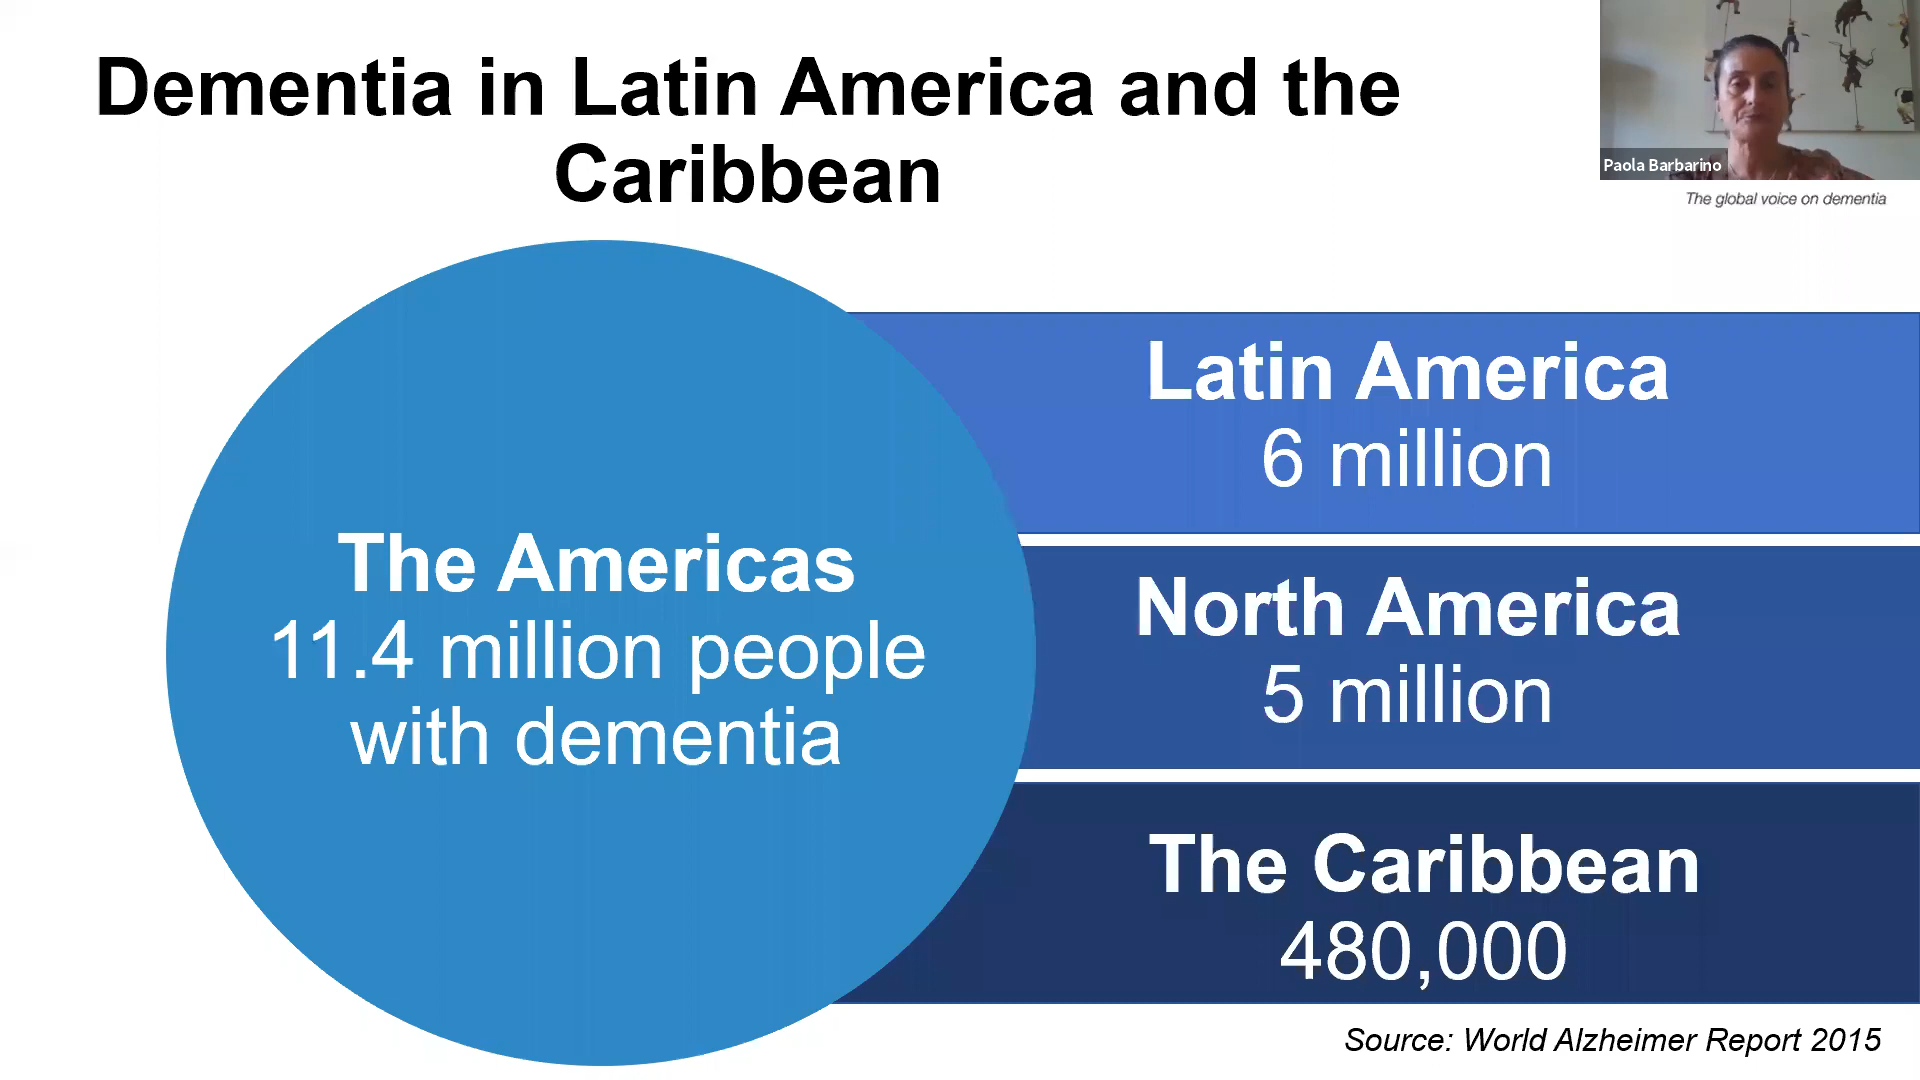 Dementia in Latin America and the
Caribbean
Paola Barbarino
The global voice on dementia
The Americas
11.4 million people
with dementia
Latin America
6 million
North America
5 million
The Caribbean
480,000
Source: World Alzheimer Report 2015